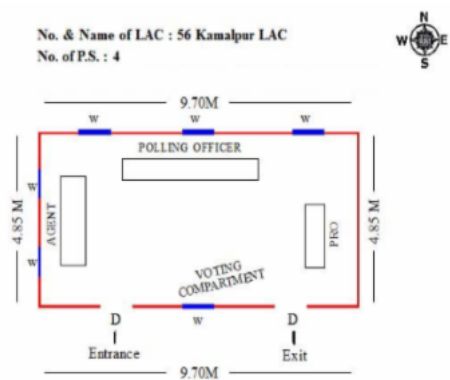 No. & Name of LAC : 56 Kamalpur LAC
No. of P.S. : 4
N
W E
S
9.70M
w w w
POLLING OFFICER
w
4.85 M
AGENT
w
PRO
4.85 M
VOTING
COMPARTMENT
w
D D
Entrance Exit
9.70M